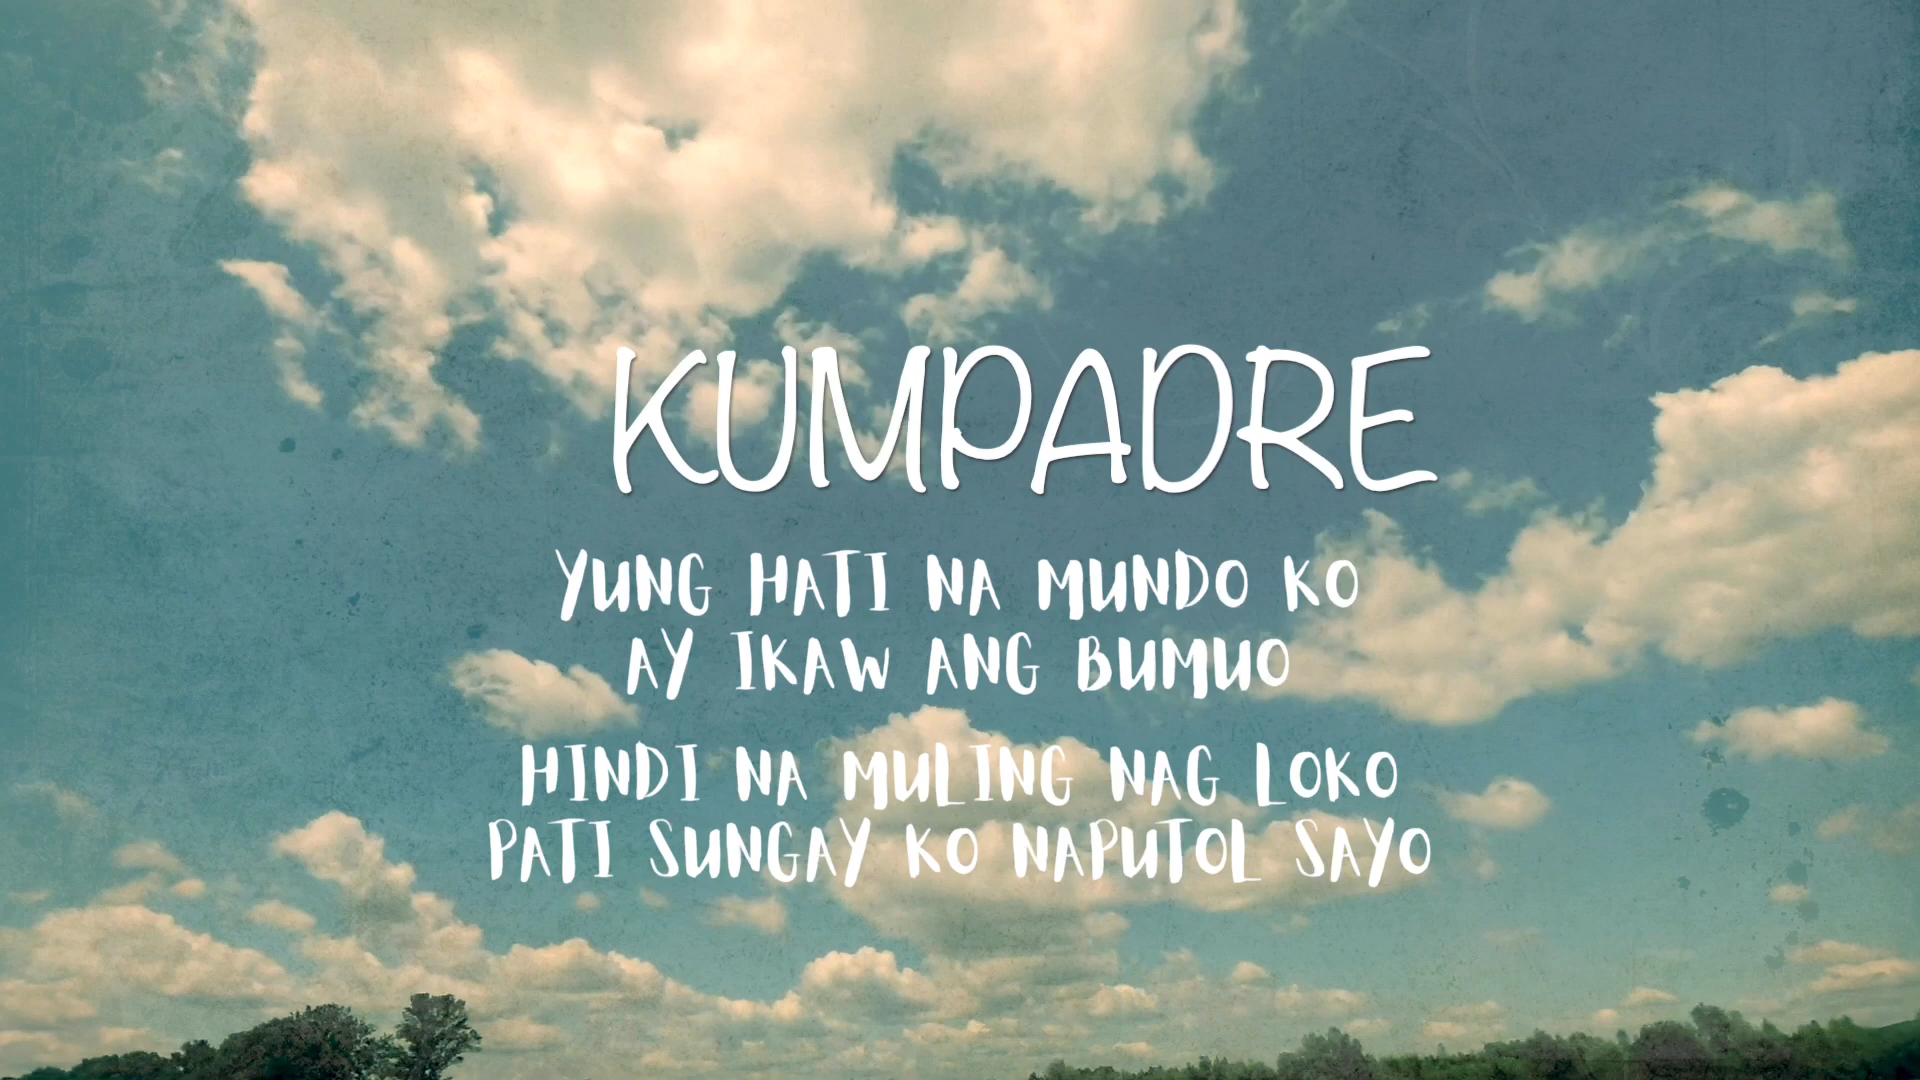 KUMPADRE
YUNG HATI NA MUNDO KO
AY IKAW ANG BUMUO
HINDI NA MULING NAG LOKO
PATI SUNGAY KO NAPUTOL SAYO